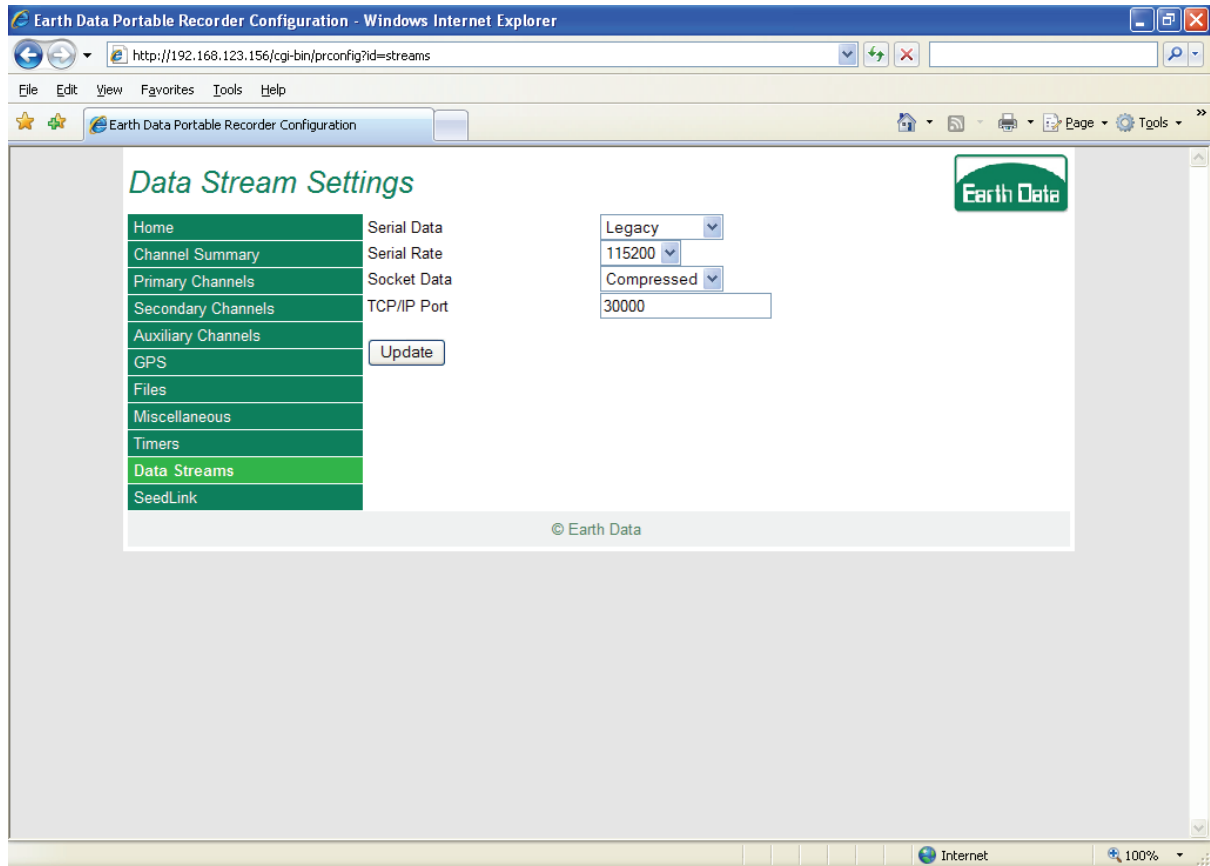 Earth Data Portable Recorder Configuration - Windows Internet Explorer
http://192.168.123.156/cgi-bin/prconfig?id=streams
File Edit View Favorites Tools Help
Earth Data Portable Recorder Configuration
Page Tools »
Data Stream Settings
Earth Data
Home
Serial Data Legacy
Channel Summary
Serial Rate 115200
Primary Channels
Socket Data Compressed
Secondary Channels
TCP/IP Port 30000
Auxiliary Channels
Update
GPS
Files
Miscellaneous
Timers
Data Streams
SeedLink
© Earth Data
Internet 100%